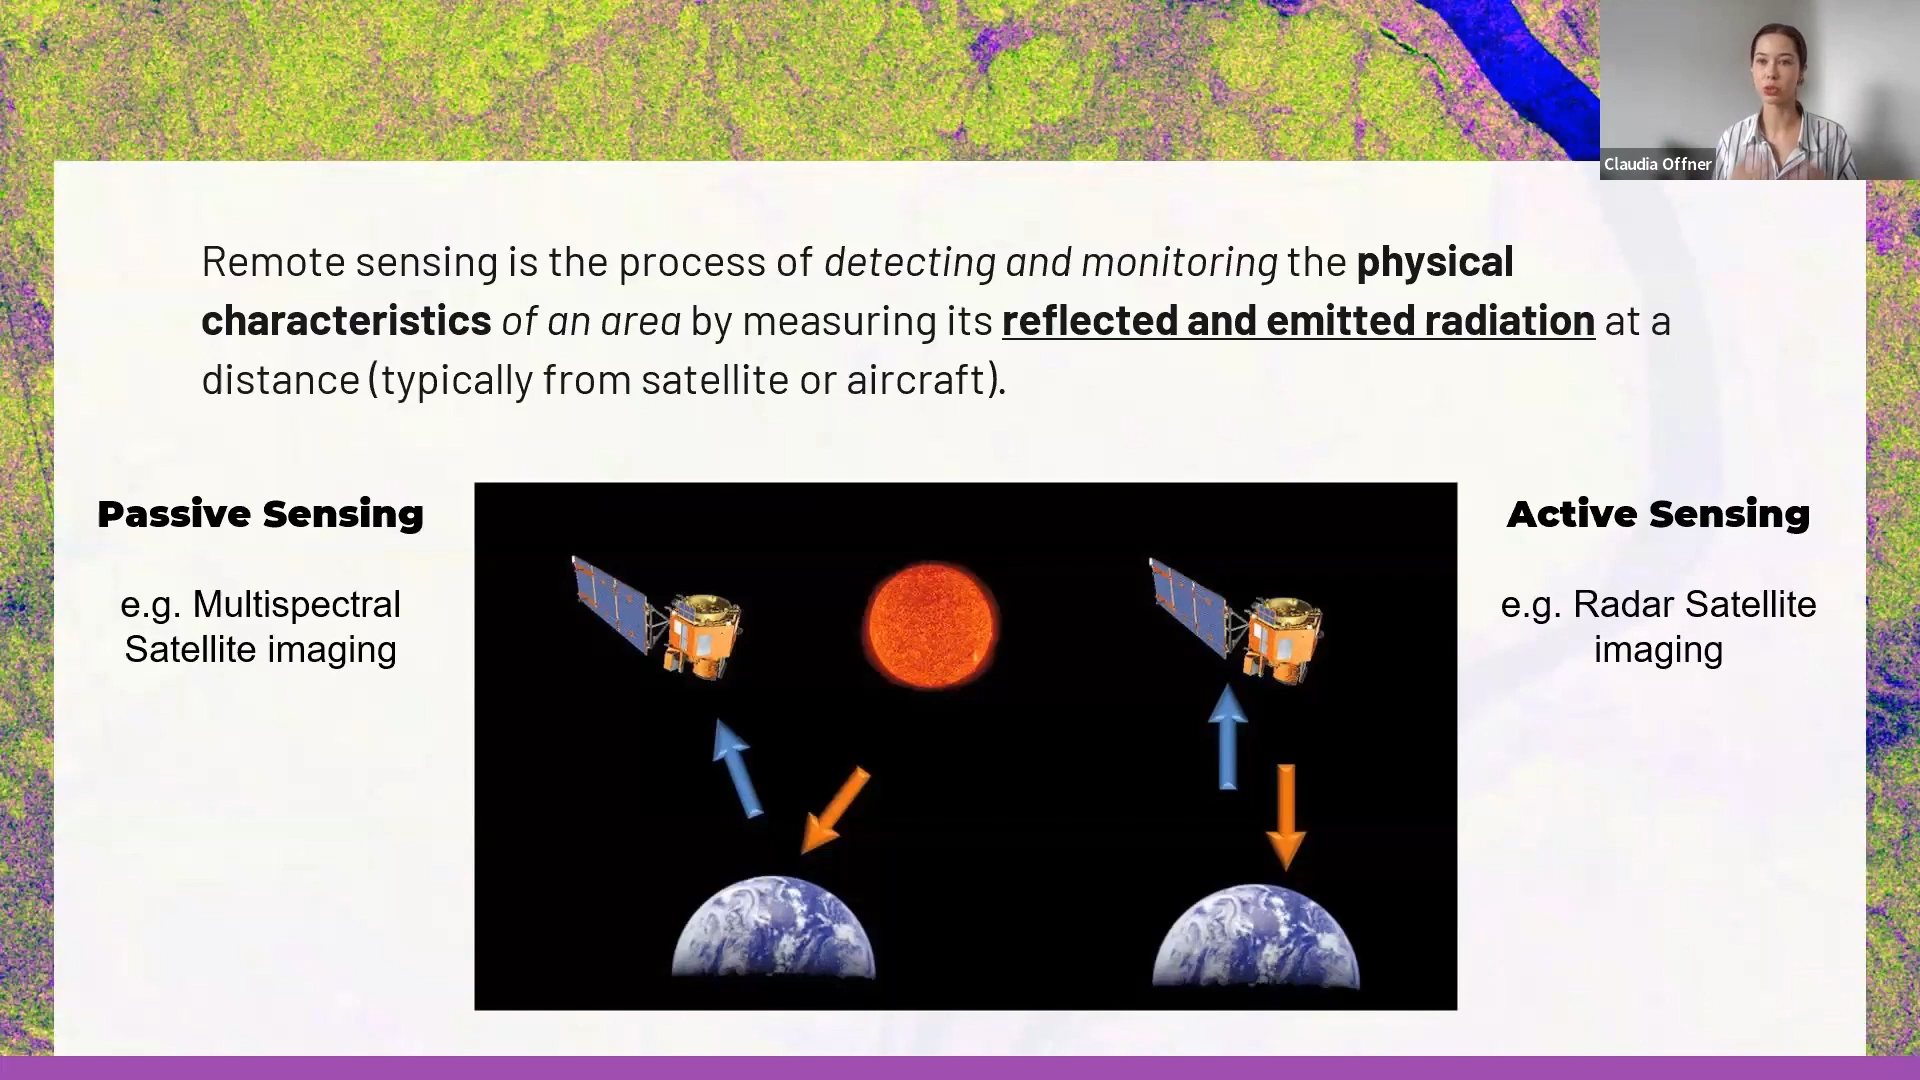 Claudia Offner
Remote sensing is the process of detecting and monitoring the physical
characteristics of an area by measuring its reflected and emitted radiation at a
distance (typically from satellite or aircraft).
Passive Sensing
e.g. Multispectral
Satellite imaging
Active Sensing
e.g. Radar Satellite
imaging